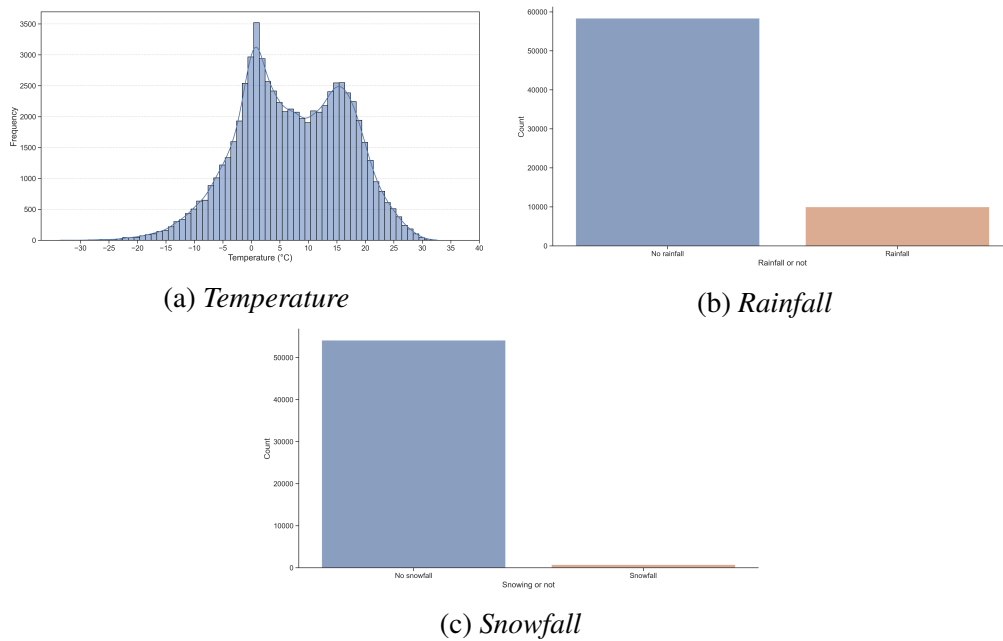 3500
3000
2500
2000
1500
1000
500
0
Frequency
−30 −25 −20 −15 −10 −5 0 5 10 15 20 25 30 35 40
Temperature (°C)
(a) Temperature
60000
50000
40000
30000
20000
10000
0
Count
No rainfall Rainfall
Rainfall or not
(b) Rainfall
50000
40000
30000
20000
10000
0
Count
No snowfall Snowfall
Snowing or not
(c) Snowfall